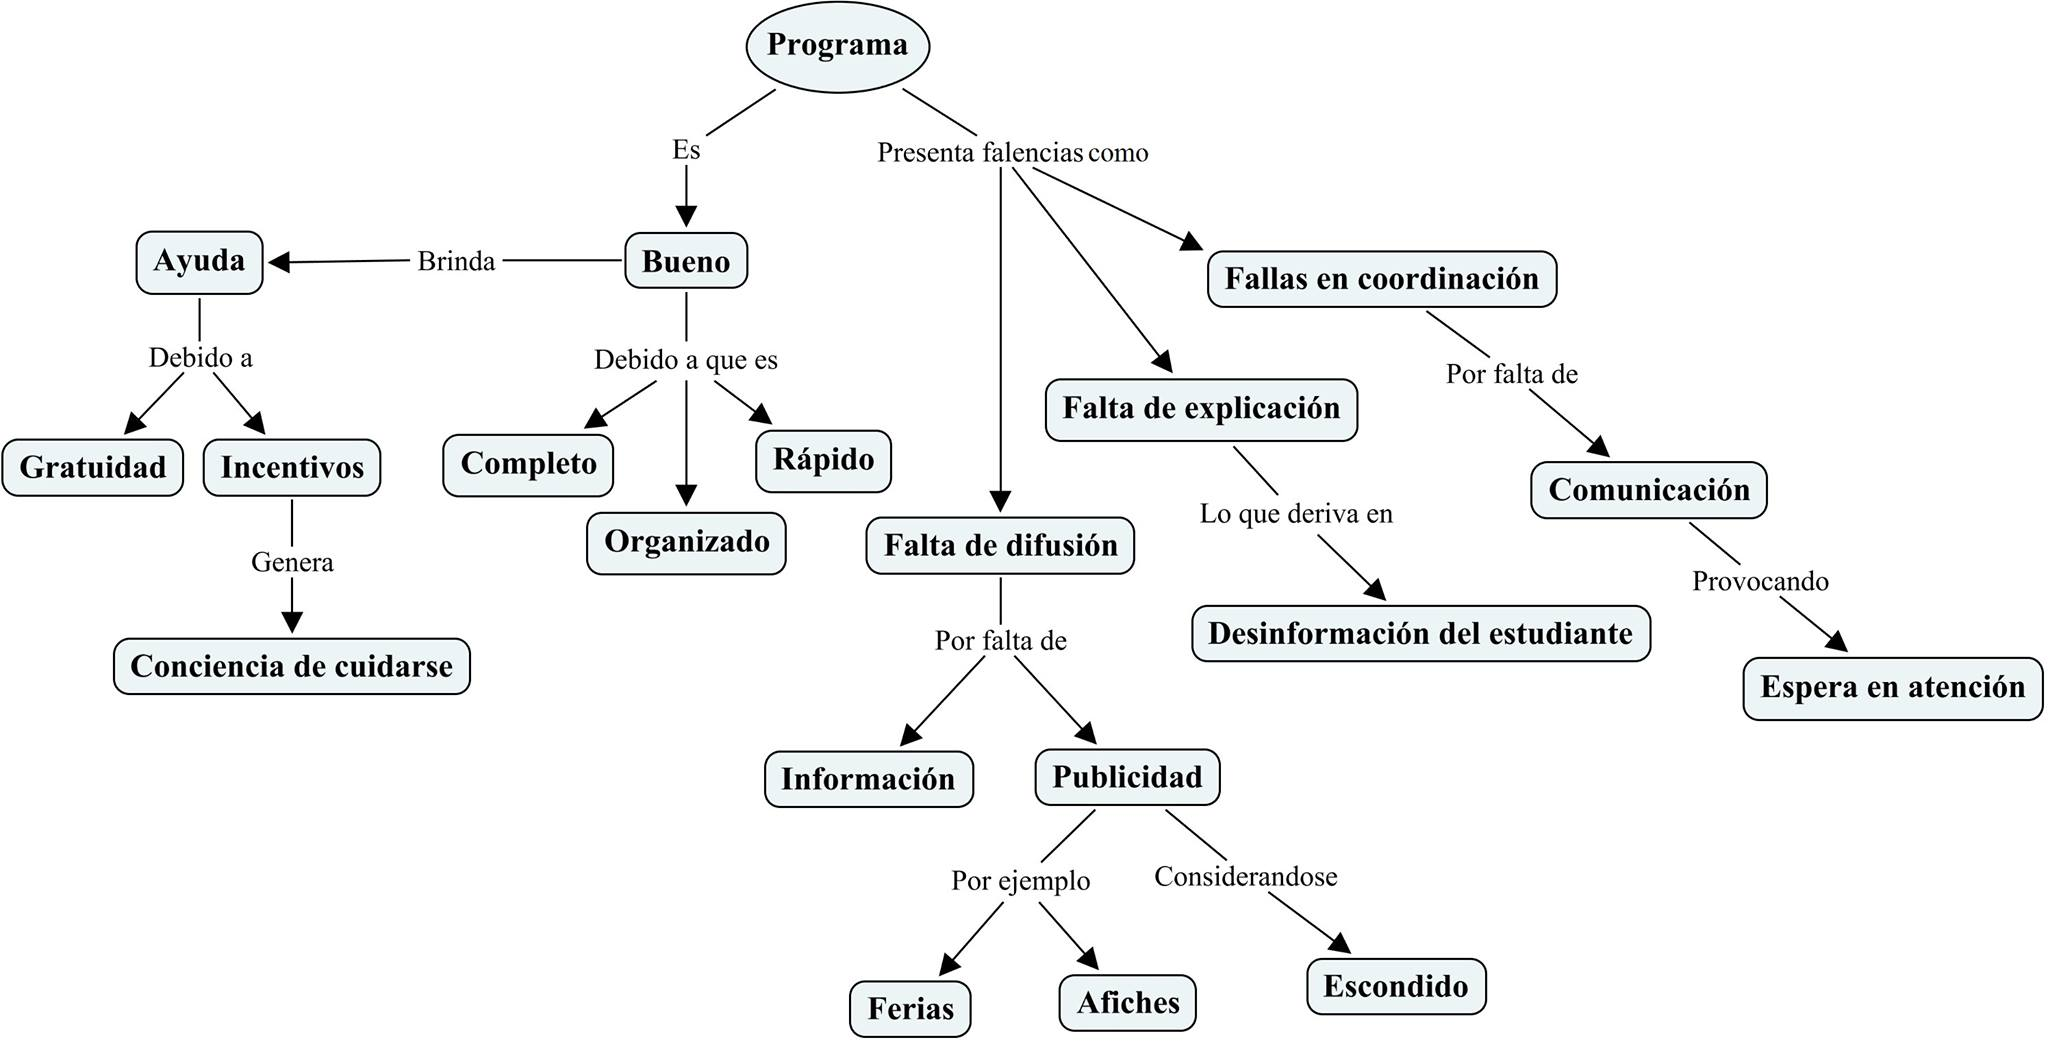 Programa
Es
Presenta falencias como
Ayuda
Brinda
Bueno
Fallas en coordinación
Debido a
Debido a que es
Por falta de
Falta de explicación
Gratuidad
Incentivos
Completo
Rápido
Comunicación
Lo que deriva en
Organizado
Falta de difusión
Genera
Provocando
Por falta de
Desinformación del estudiante
Conciencia de cuidarse
Espera en atención
Información
Publicidad
Por ejemplo
Considerandose
Ferias
Afiches
Escondido